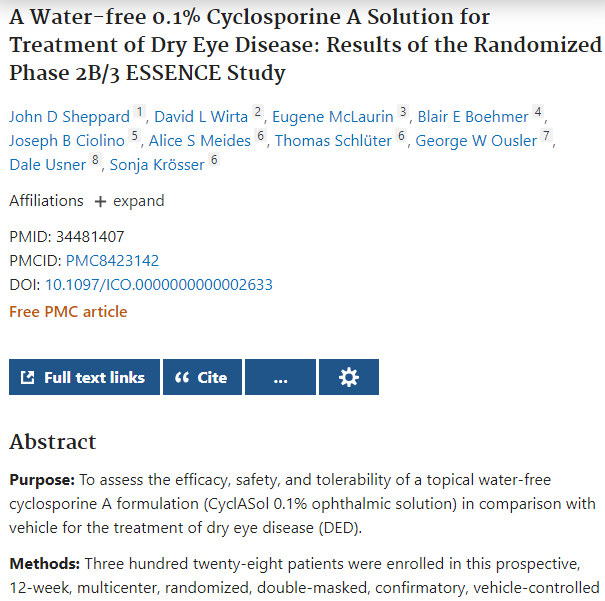 A Water-free 0.1% Cyclosporine A Solution for
Treatment of Dry Eye Disease: Results of the Randomized
Phase 2B/3 ESSENCE Study
John D Sheppard 1, David L Wirta 2, Eugene McLaurin 3, Blair E Boehmer 4,
Joseph B Ciolino 5, Alice S Meides 6, Thomas Schlüter 6, George W Ousler 7,
Dale Usner 8, Sonja Krösser 6
Affiliations + expand
PMID: 34481407
PMCID: PMC8423142
DOI: 10.1097/ICO.0000000000002633
Free PMC article
Full text links Cite ...
Abstract
Purpose: To assess the efficacy, safety, and tolerability of a topical water-free
cyclosporine A formulation (CyclASol 0.1% ophthalmic solution) in comparison with
vehicle for the treatment of dry eye disease (DED).
Methods: Three hundred twenty-eight patients were enrolled in this prospective,
12-week, multicenter, randomized, double-masked, confirmatory, vehicle-controlled